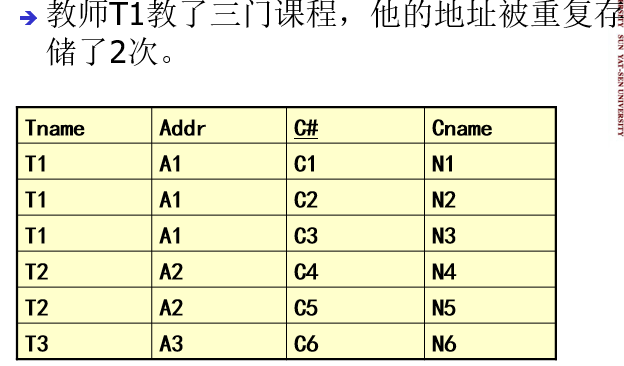 教师T1教了三门课程，他的地址被重复存
储了2次。
Tname Addr C# Cname
T1 A1 C1 N1
T1 A1 C2 N2
T1 A1 C3 N3
T2 A2 C4 N4
T2 A2 C5 N5
T3 A3 C6 N6
SUN YAT-SEN UNIVERSITY